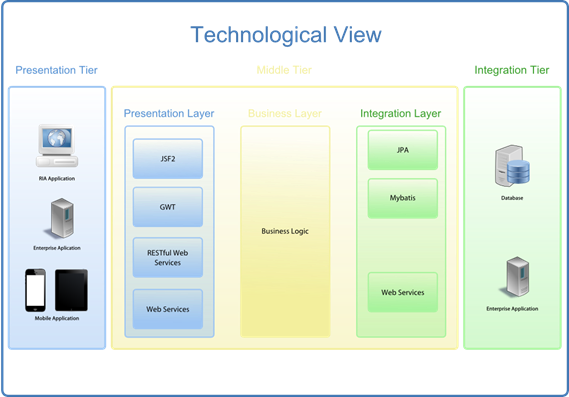 Technological View
Presentation Tier
Middle Tier
Integration Tier
Presentation Layer
Business Layer
Integration Layer
RIA Application
Enterprise Aplication
Mobile Application
JSF2
GWT
RESTful Web
Services
Web Services
Business Logic
JPA
Mybatis
Web Services
Database
Enterprise Application